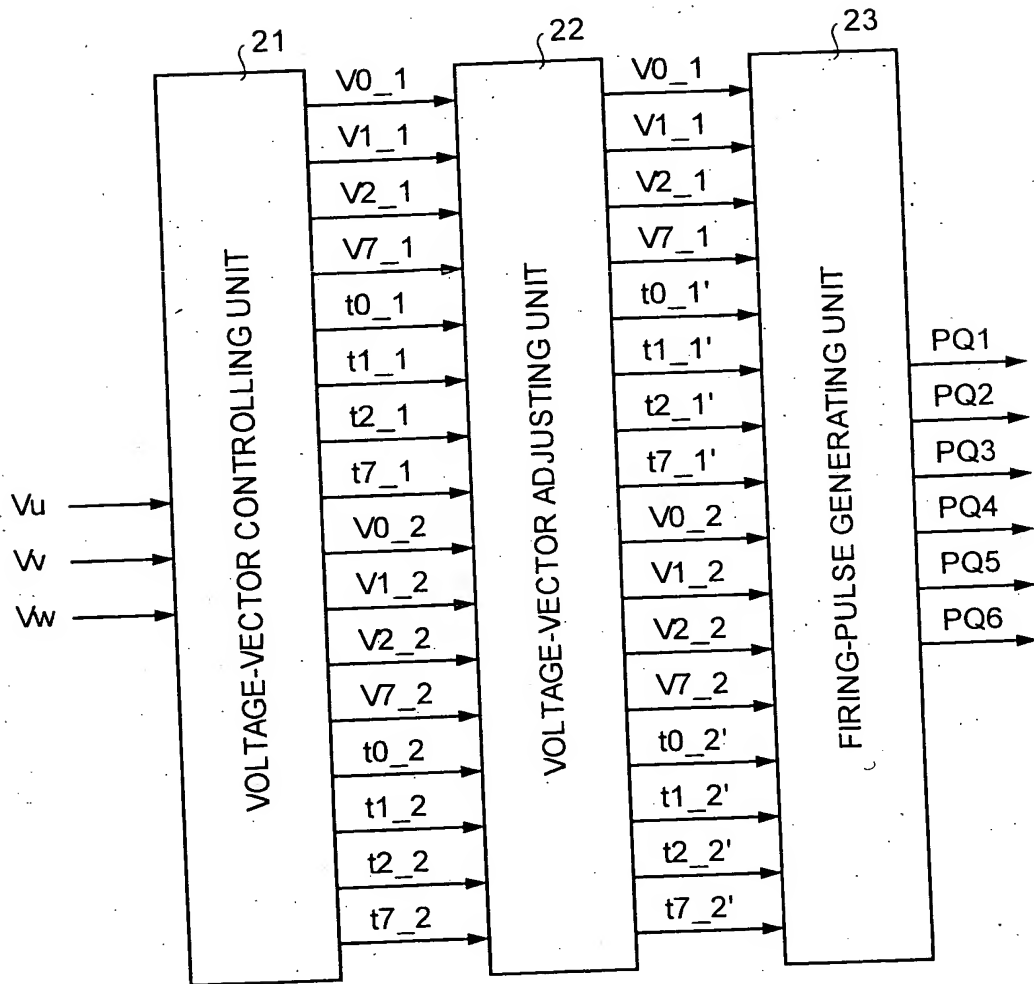 21
22
23
Vu
Vv
Vw
VOLTAGE-VECTOR CONTROLLING UNIT
V0_1
V1_1
V2_1
V7_1
t0_1
t1_1
t2_1
t7_1
V0_2
V1_2
V2_2
V7_2
t0_2
t1_2
t2_2
t7_2
VOLTAGE-VECTOR ADJUSTING UNIT
V0_1
V1_1
V2_1
V7_1
t0_1'
t1_1'
t2_1'
t7_1'
V0_2
V1_2
V2_2
V7_2
t0_2'
t1_2'
t2_2'
t7_2'
FIRING-PULSE GENERATING UNIT
PQ1
PQ2
PQ3
PQ4
PQ5
PQ6